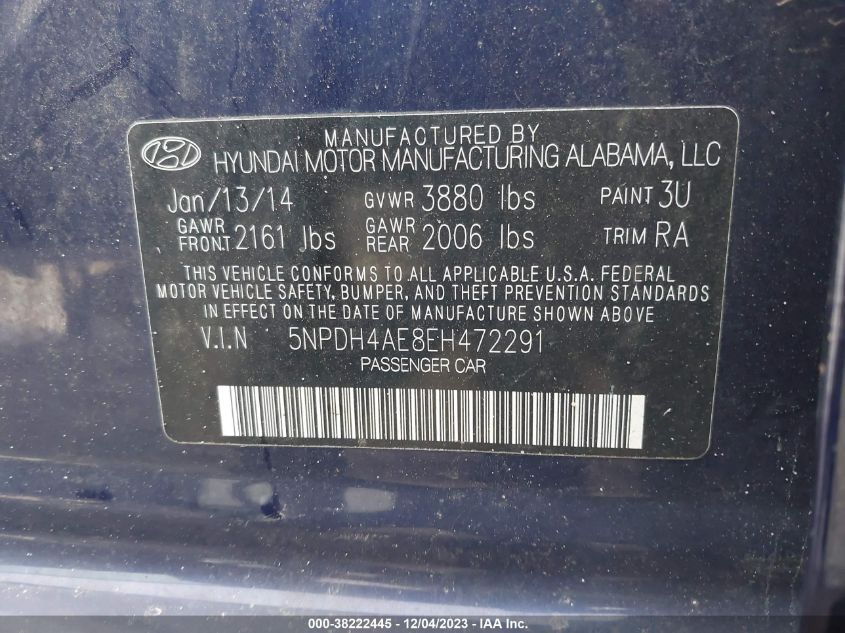 MANUFACTURED BY
HYUNDAI MOTOR MANUFACTURING ALABAMA, LLC
Jan/13/14 GVWR 3880 lbs PAINT 3U
GAWR FRONT 2161 lbs GAWR REAR 2006 lbs TRIM RA
THIS VEHICLE CONFORMS TO ALL APPLICABLE U.S.A. FEDERAL
MOTOR VEHICLE SAFETY, BUMPER, AND THEFT PREVENTION STANDARDS
IN EFFECT ON THE DATE OF MANUFACTURE SHOWN ABOVE.
V.I.N 5NPDH4AE8EH472291
PASSENGER CAR
000-38222445 - 12/04/2023 - IAA Inc.